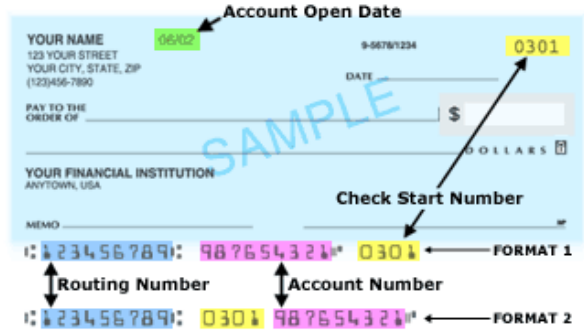 Account Open Date
YOUR NAME 06/02 9-5678/1234 0301
123 YOUR STREET
YOUR CITY, STATE, ZIP
(123)456-7890
DATE
PAY TO THE
ORDER OF $
SAMPLE
DOLLARS
YOUR FINANCIAL INSTITUTION
ANYTOWN, USA
Check Start Number
MEMO
⑆123456789⑆ 987654321⑈ 0301 FORMAT 1
Routing Number Account Number
⑆123456789⑆ 0301 987654321⑈ FORMAT 2